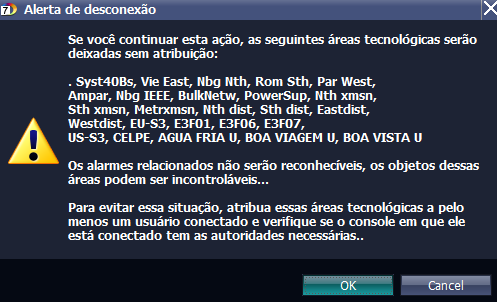 7 Alerta de desconexão
Se você continuar esta ação, as seguintes áreas tecnológicas serão
deixadas sem atribuição:
. Syst40Bs, Vie East, Nbg Nth, Rom Sth, Par West,
Ampar, Nbg IEEE, BulkNetw, PowerSup, Nth xmsn,
Sth xmsn, Metrxmsn, Nth dist, Sth dist, Eastdist,
Westdist, EU-S3, E3F01, E3F06, E3F07,
US-S3, CELPE, AGUA FRIA U, BOA VIAGEM U, BOA VISTA U
Os alarmes relacionados não serão reconhecíveis, os objetos dessas
áreas podem ser incontroláveis...
Para evitar essa situação, atribua essas áreas tecnológicas a pelo
menos um usuário conectado e verifique se o console em que ele
está conectado tem as autoridades necessárias..
OK Cancel